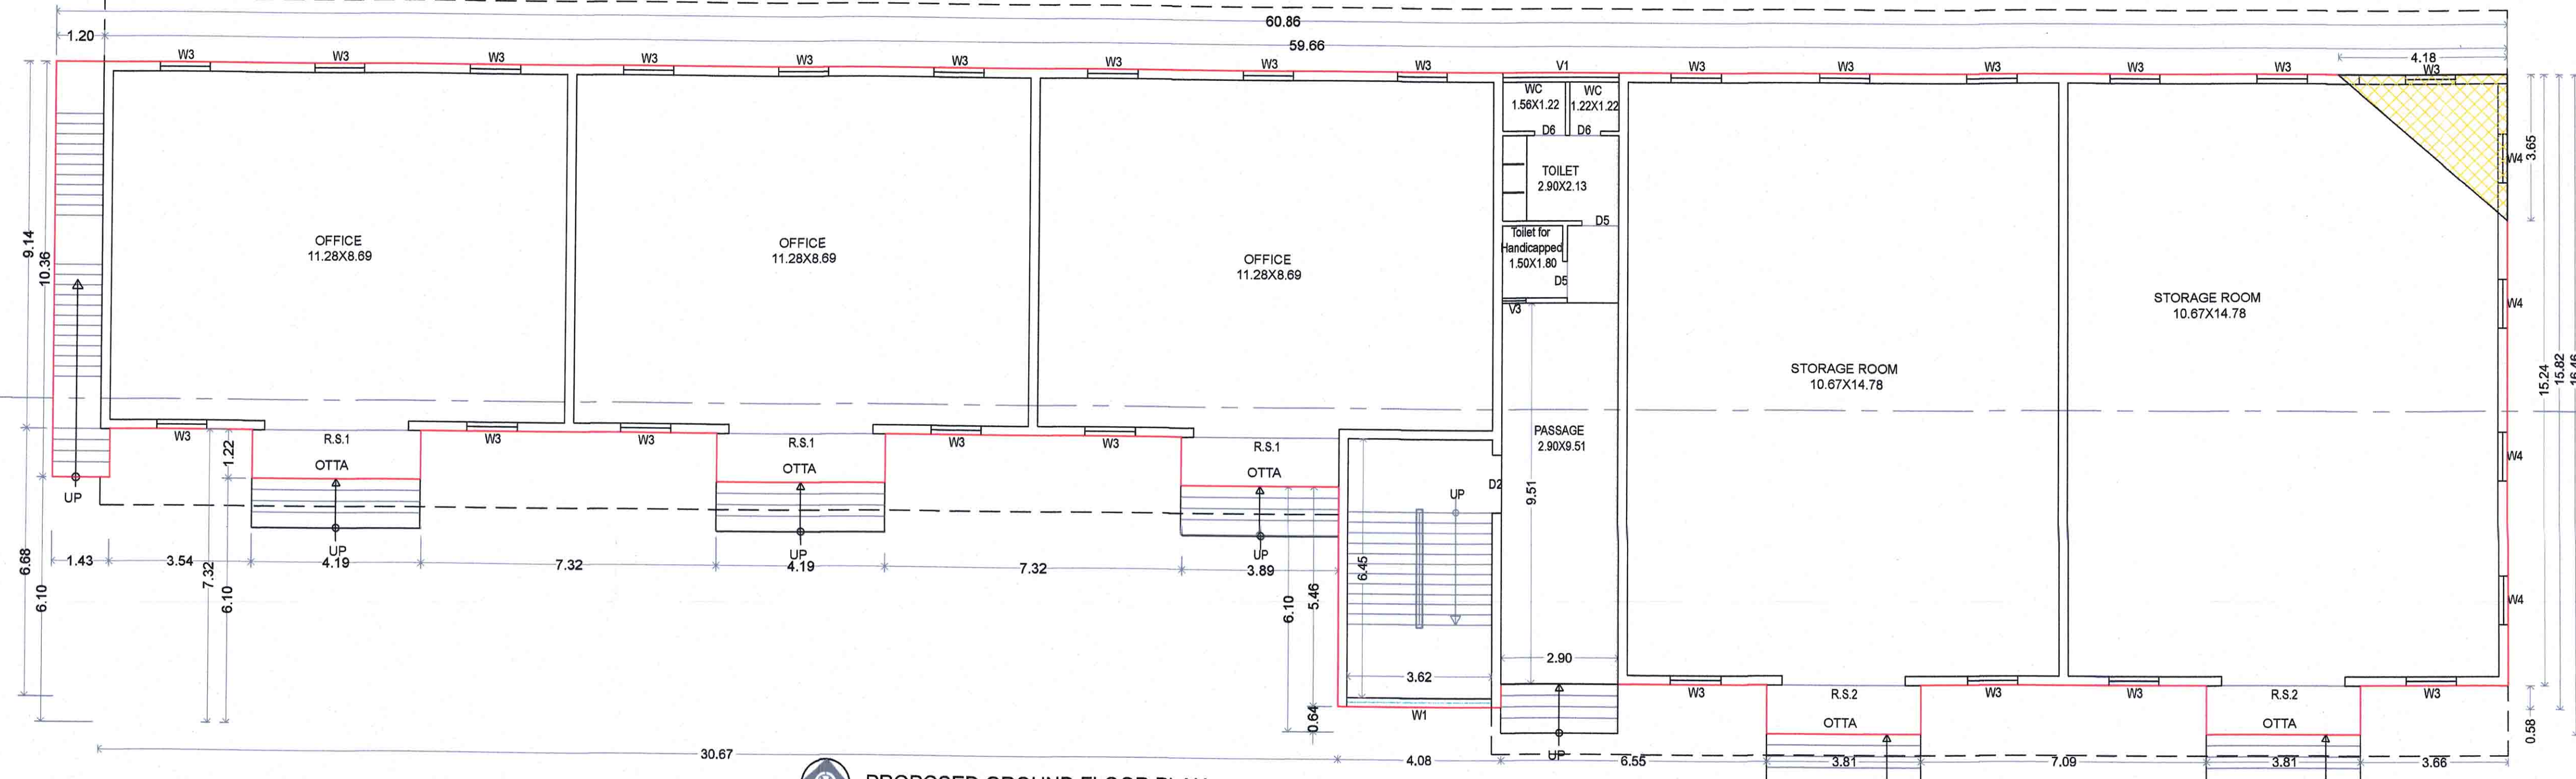 60.86
1.20
59.66
4.18
W3 W3 W3 W3 W3 W3 W3 W3 W3 V1 W3 W3 W3 W3 W3 W3
WC
1.56X1.22
WC
1.22X1.22
D6 D6
TOILET
2.90X2.13
D5
Toilet for
Handicapped
1.50X1.80
D5
V3
W4
3.65
9.14
10.36
OFFICE
11.28X8.69
OFFICE
11.28X8.69
OFFICE
11.28X8.69
STORAGE ROOM
10.67X14.78
STORAGE ROOM
10.67X14.78
W4
15.24
15.82
PASSAGE
2.90X9.51
9.51
W3
R.S.1
W3
W3
R.S.1
W3
W3
R.S.1
1.22
OTTA
OTTA
OTTA
D2
UP
W4
UP
UP
UP
UP
6.68
1.43
3.54
4.19
7.32
4.19
7.32
3.89
6.10
7.32
6.10
6.10
5.46
6.45
W4
2.90
3.62
0.64
W1
W3
R.S.2
W3
W3
R.S.2
W3
OTTA
OTTA
0.58
30.67
4.08
UP
6.55
3.81
7.09
3.81
3.66
PROPOSED GROUND FLOOR PLAN